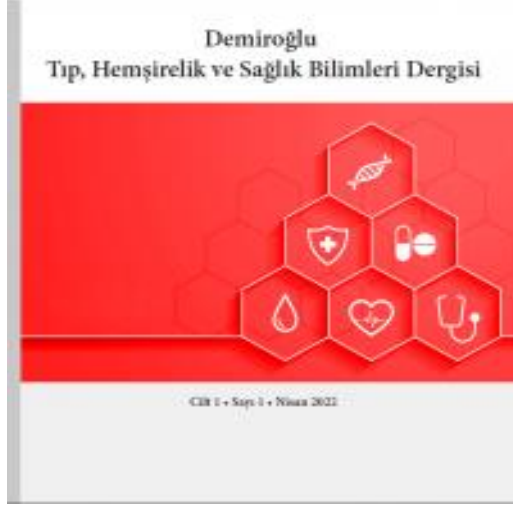 Demiroğlu
Tıp, Hemşirelik ve Sağlık Bilimleri Dergisi
Cilt 1 • Sayı 1 • Nisan 2022